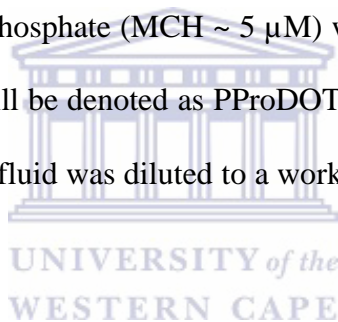 hosphate (MCH ~ 5 µM) v
ll be denoted as PProDOT
fluid was diluted to a work
UNIVERSITY of the
WESTERN CAPE